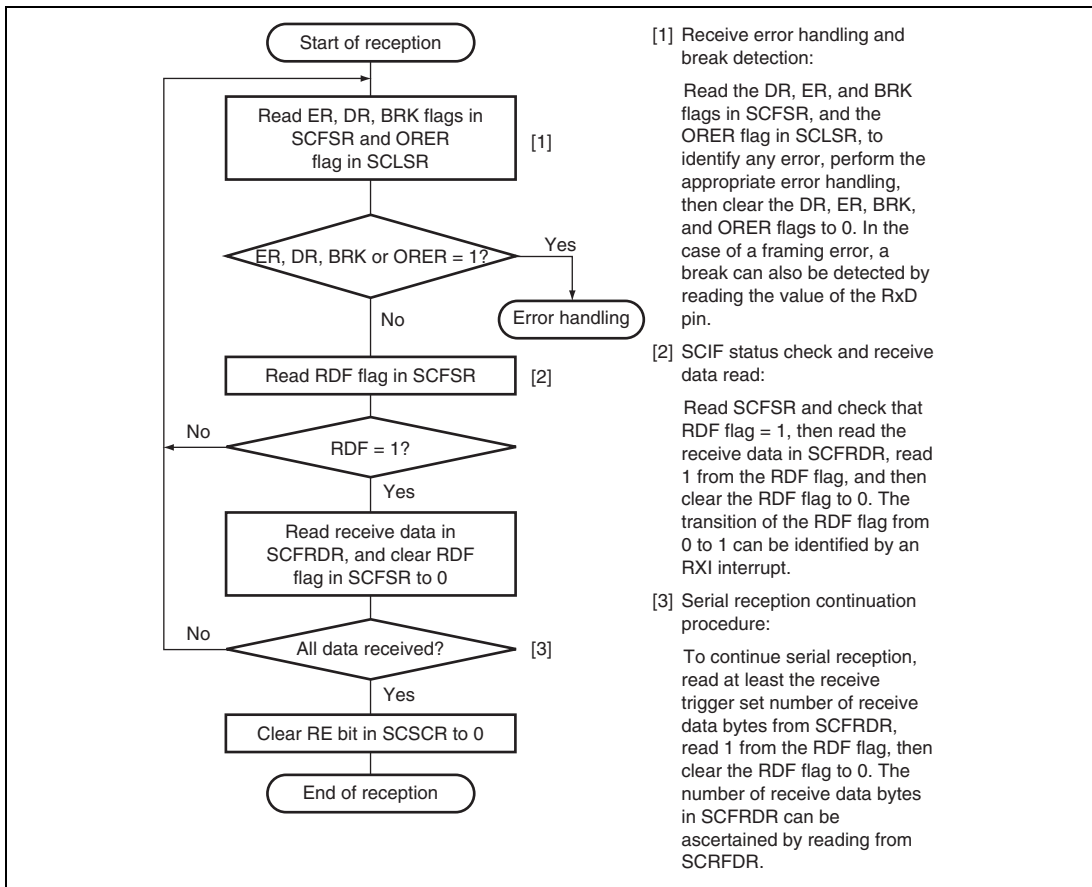 Start of reception
Read ER, DR, BRK flags in
SCFSR and ORER
flag in SCLSR
[1]
ER, DR, BRK or ORER = 1?
Yes
Error handling
No
Read RDF flag in SCFSR
[2]
No
RDF = 1?
Yes
Read receive data in
SCFRDR, and clear RDF
flag in SCFSR to 0
No
All data received?
[3]
Yes
Clear RE bit in SCSCR to 0
End of reception
[1] Receive error handling and
break detection:
Read the DR, ER, and BRK
flags in SCFSR, and the
ORER flag in SCLSR, to
identify any error, perform the
appropriate error handling,
then clear the DR, ER, BRK,
and ORER flags to 0. In the
case of a framing error, a
break can also be detected by
reading the value of the RxD
pin.
[2] SCIF status check and receive
data read:
Read SCFSR and check that
RDF flag = 1, then read the
receive data in SCFRDR, read
1 from the RDF flag, and then
clear the RDF flag to 0. The
transition of the RDF flag from
0 to 1 can be identified by an
RXI interrupt.
[3] Serial reception continuation
procedure:
To continue serial reception,
read at least the receive
trigger set number of receive
data bytes from SCFRDR,
read 1 from the RDF flag, then
clear the RDF flag to 0. The
number of receive data bytes
in SCFRDR can be
ascertained by reading from
SCRFDR.